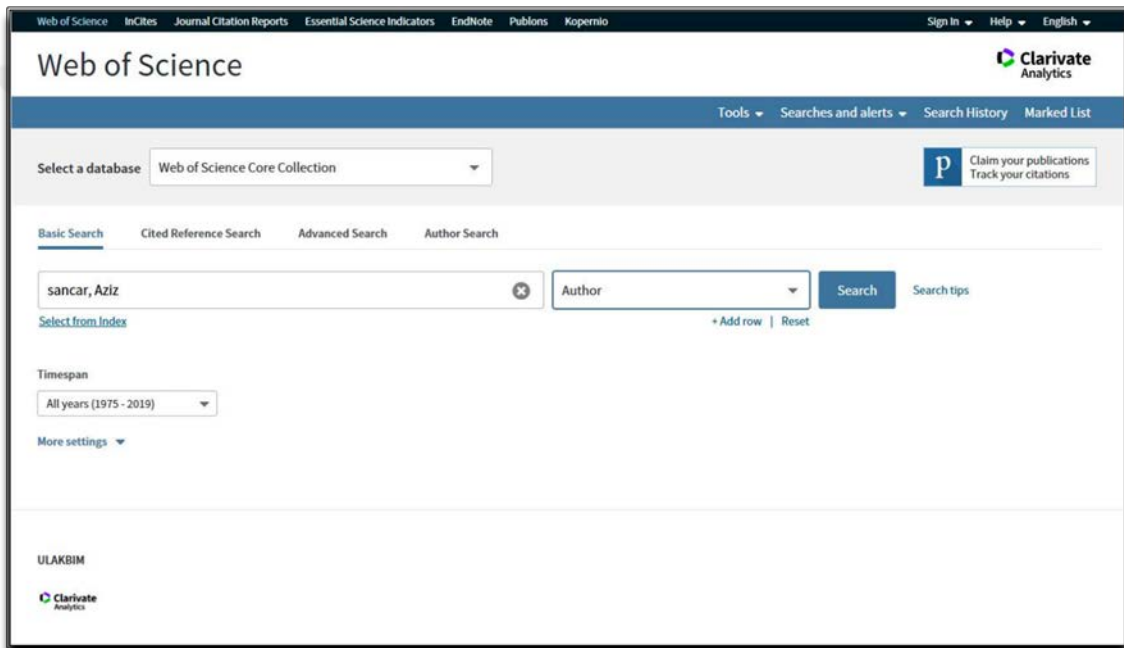 Web of Science InCites Journal Citation Reports Essential Science Indicators EndNote Publons Kopernio Sign In Help English
Web of Science
Clarivate
Analytics
Tools Searches and alerts Search History Marked List
Select a database Web of Science Core Collection
p Claim your publications
Track your citations
Basic Search Cited Reference Search Advanced Search Author Search
sancar, Aziz Author Search Search tips
Select from Index + Add row | Reset
Timespan
All years (1975 - 2019)
More settings
ULAKBIM
Clarivate
Analytics